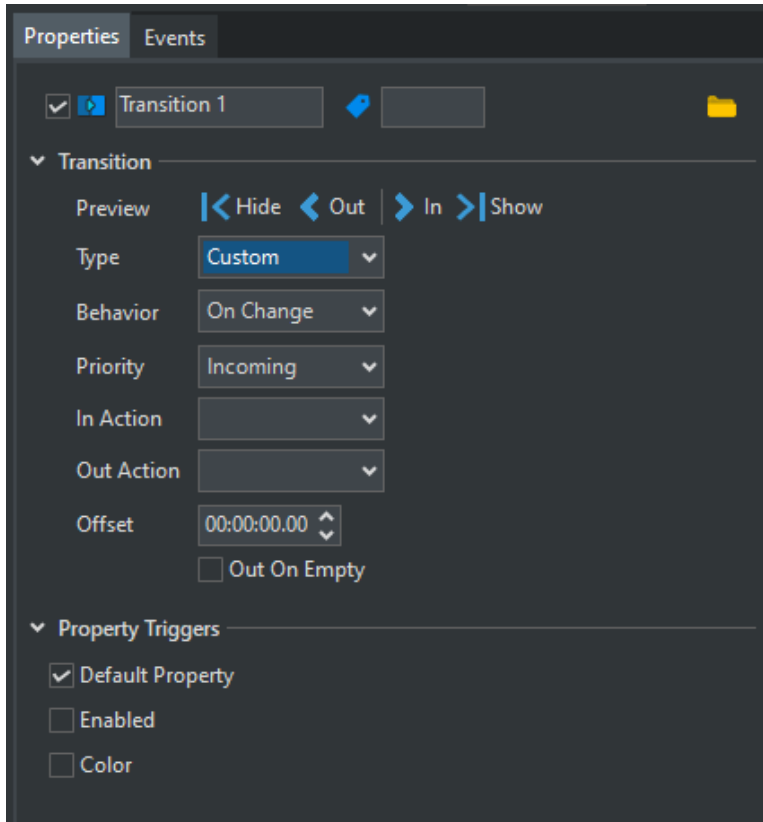 Properties Events
Transition 1
Transition
Preview Hide Out In Show
Type Custom
Behavior On Change
Priority Incoming
In Action
Out Action
Offset 00:00:00.00
Out On Empty
Property Triggers
Default Property
Enabled
Color